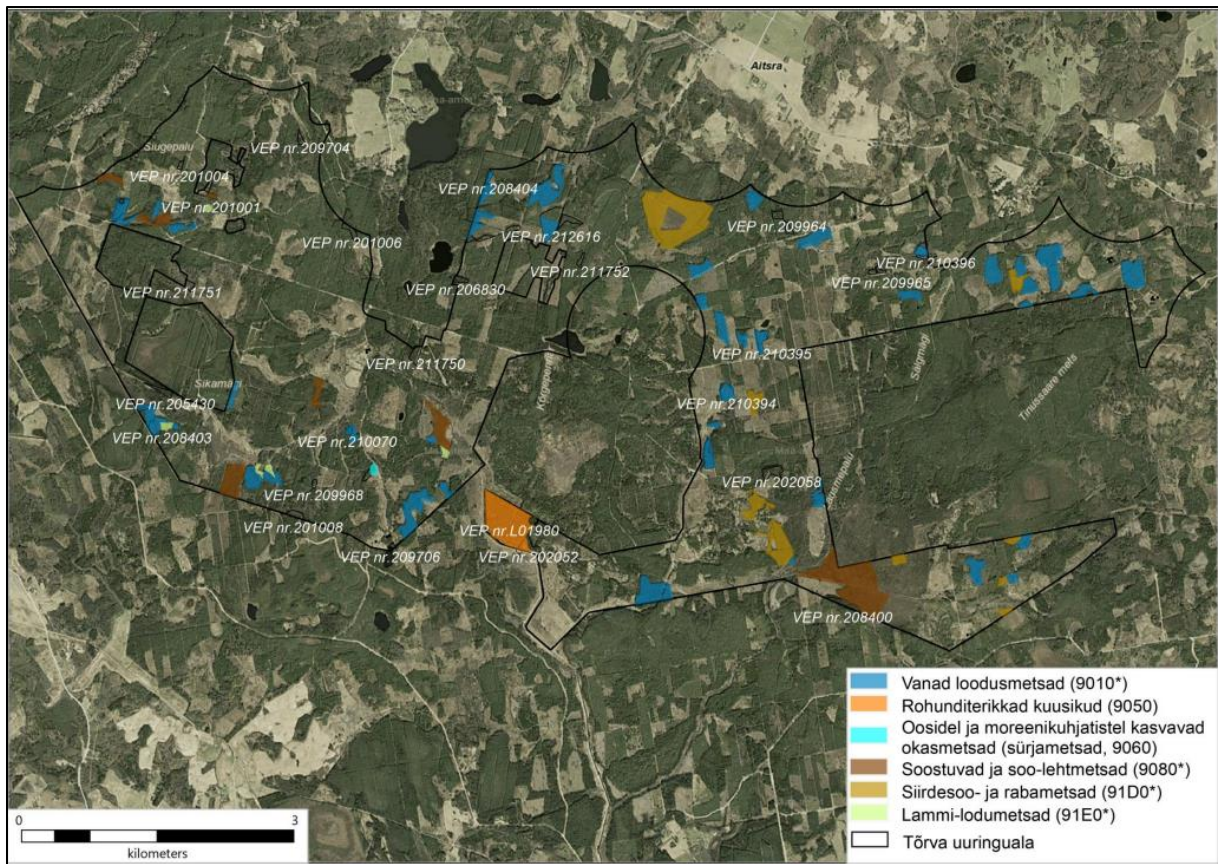 Aitsra
Siugepalu
VEP nr.209704
VEP nr.201004
VEP nr.201001
VEP nr.208404
VEP nr.209964
VEP nr.212616
VEP nr.201006
VEP nr.211752
VEP nr.210396
VEP nr.209965
VEP nr.206830
VEP nr.211751
VEP nr.210395
VEP nr.211750
Sikamägi
VEP nr.205430
VEP nr.210394
VEP nr.208403
VEP nr.210070
VEP nr.202058
VEP nr.209968
VEP nr.201008
VEP nr.L01980
VEP nr.209706
VEP nr.202052
VEP nr.208400
Tinussaare mets
Vanad loodusmetsad (9010*)
Rohunditerikkad kuusikud (9050)
Oosidel ja moreenikuhjatistel kasvavad
okasmetsad (sürjametsad, 9060)
Soostuvad ja soo-lehtmetsad (9080*)
Siirdesoo- ja rabametsad (91D0*)
Lammi-lodumetsad (91E0*)
Tõrva uuringuala
0 3
kilometers